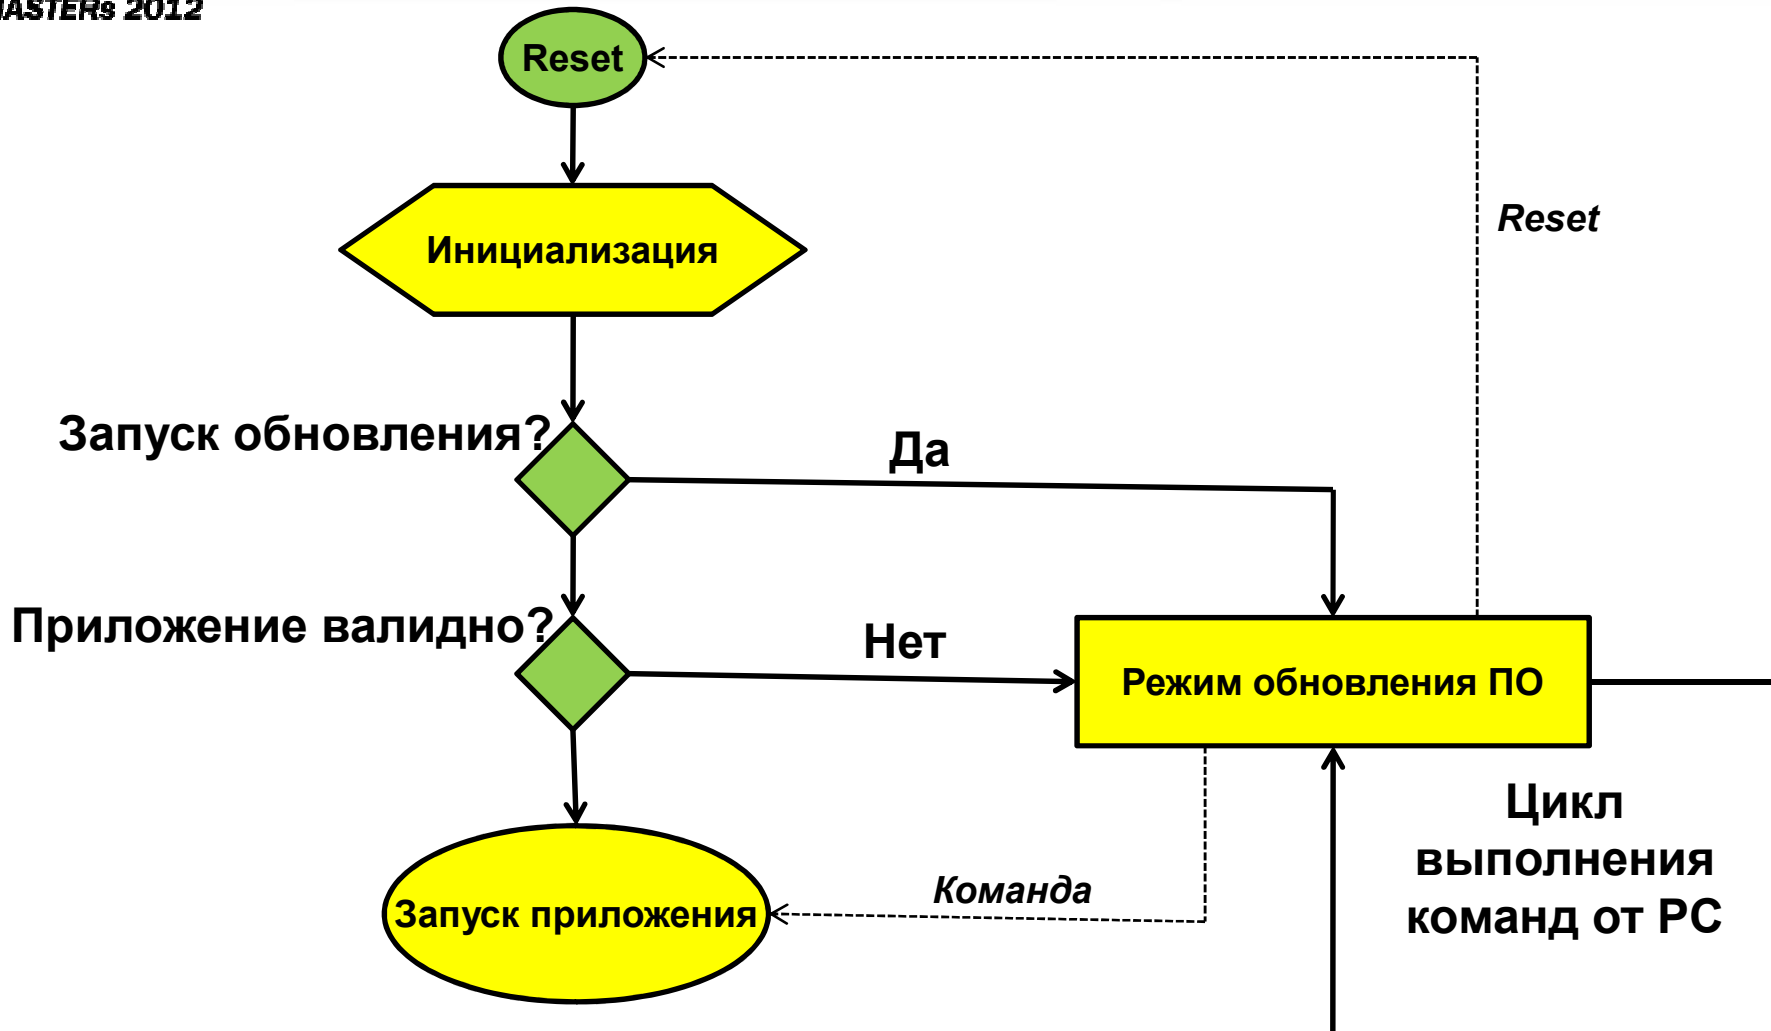 MASTERs 2012
Reset
Reset
Инициализация
Запуск обновления?
Да
Приложение валидно?
Нет
Режим обновления ПО
Цикл
выполнения
команд от PC
Команда
Запуск приложения